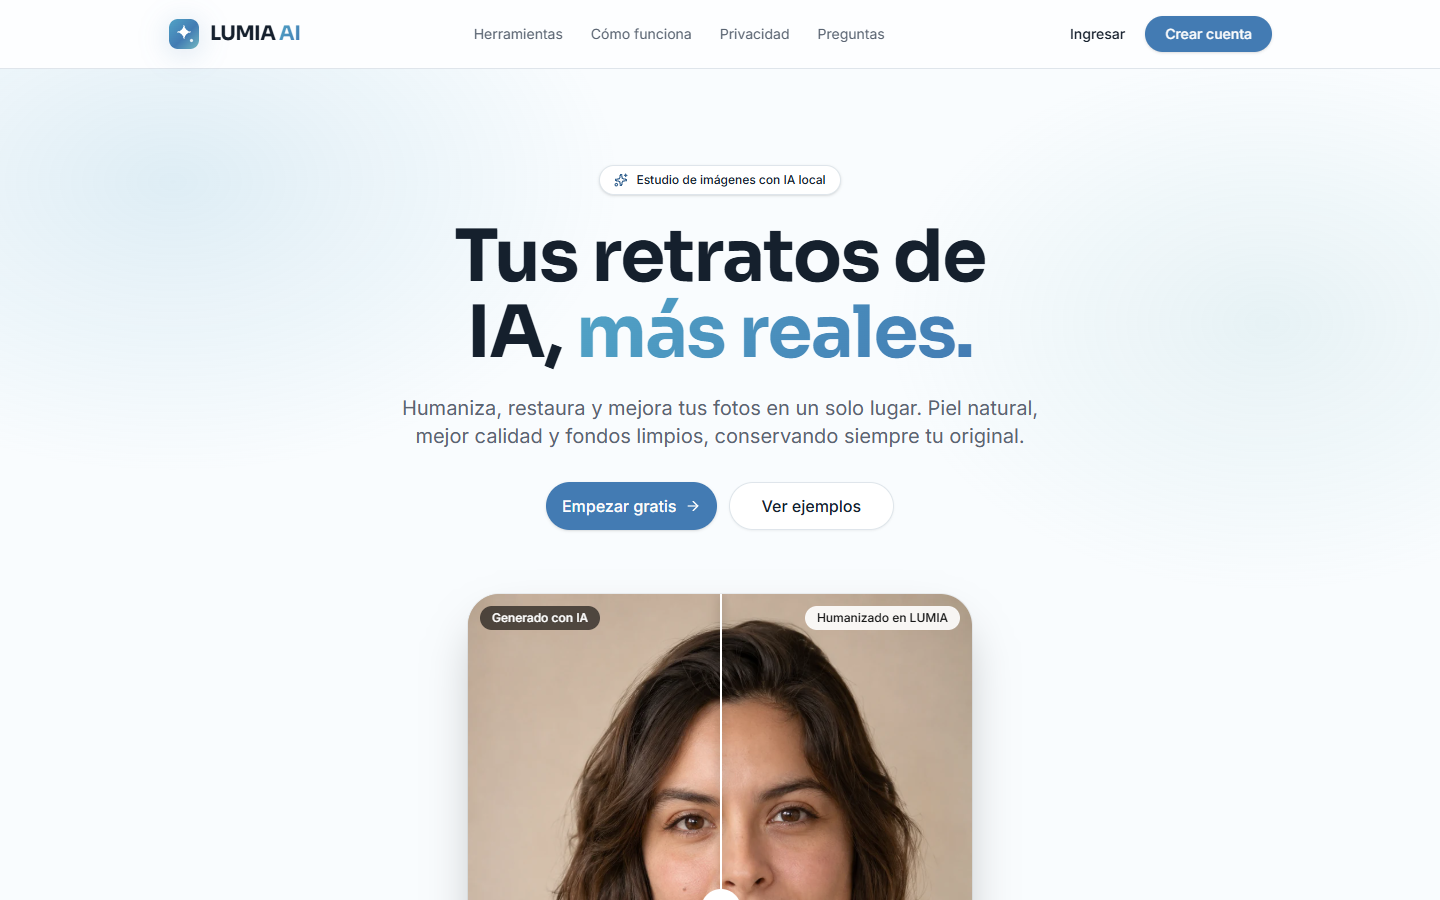 LUMIA AI
Herramientas
Cómo funciona
Privacidad
Preguntas
Ingresar
Crear cuenta
Estudio de imágenes con IA local
Tus retratos de
IA, más reales.
Humaniza, restaura y mejora tus fotos en un solo lugar. Piel natural,
mejor calidad y fondos limpios, conservando siempre tu original.
Empezar gratis
Ver ejemplos
Generado con IA
Humanizado en LUMIA